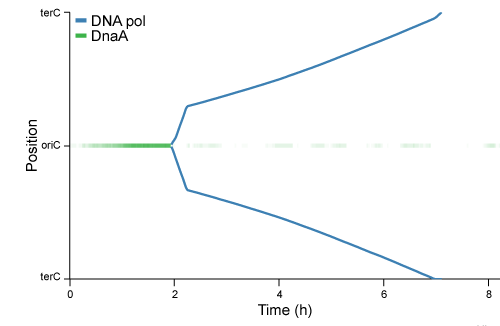 terC
DNA pol
DnaA
Position
oriC
terC
0
2
4
6
8
Time (h)